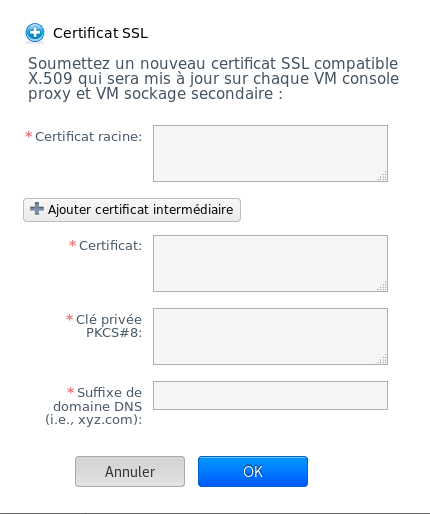 Certificat SSL
Soumettez un nouveau certificat SSL compatible
X.509 qui sera mis à jour sur chaque VM console
proxy et VM sockage secondaire :
* Certificat racine:
Ajouter certificat intermédiaire
* Certificat:
* Clé privée
PKCS#8:
* Suffixe de
domaine DNS
(i.e., xyz.com):
Annuler OK